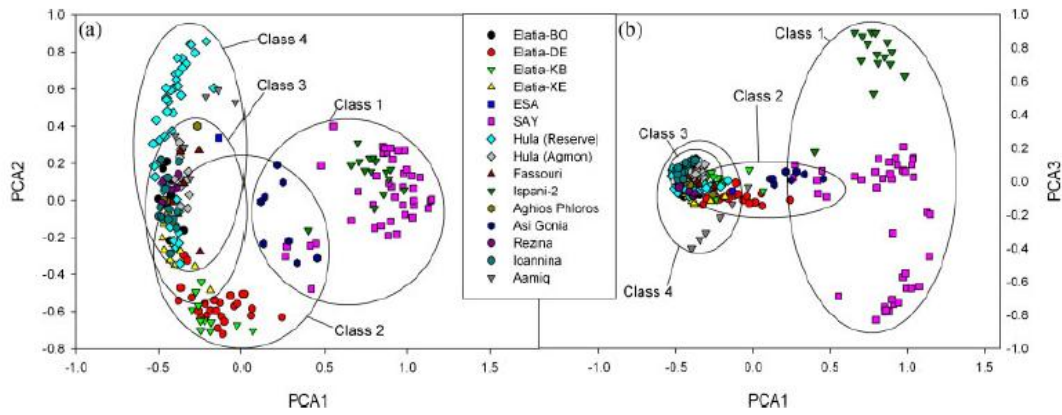 (a)
Class 4
Class 3
Class 1
Class 2
PCA2
1.0
0.8
0.6
0.4
0.2
0.0
-0.2
-0.4
-0.6
-0.8
-1.0
-0.5
0.0
0.5
1.0
1.5
PCA1
Elatia-BO
Elatia-DE
Elatia-KB
Elatia-XE
ESA
SAY
Hula (Reserve)
Hula (Agmon)
Fassouri
Ispani-2
Aghios Phloros
Asi Gonia
Rezina
Ioannina
Aamiq
(b)
Class 1
Class 2
Class 3
Class 4
-1.0
-0.5
0.0
0.5
1.0
1.5
PCA1
1.0
0.8
0.6
0.4
0.2
0.0
-0.2
-0.4
-0.6
-0.8
-1.0
PCA3